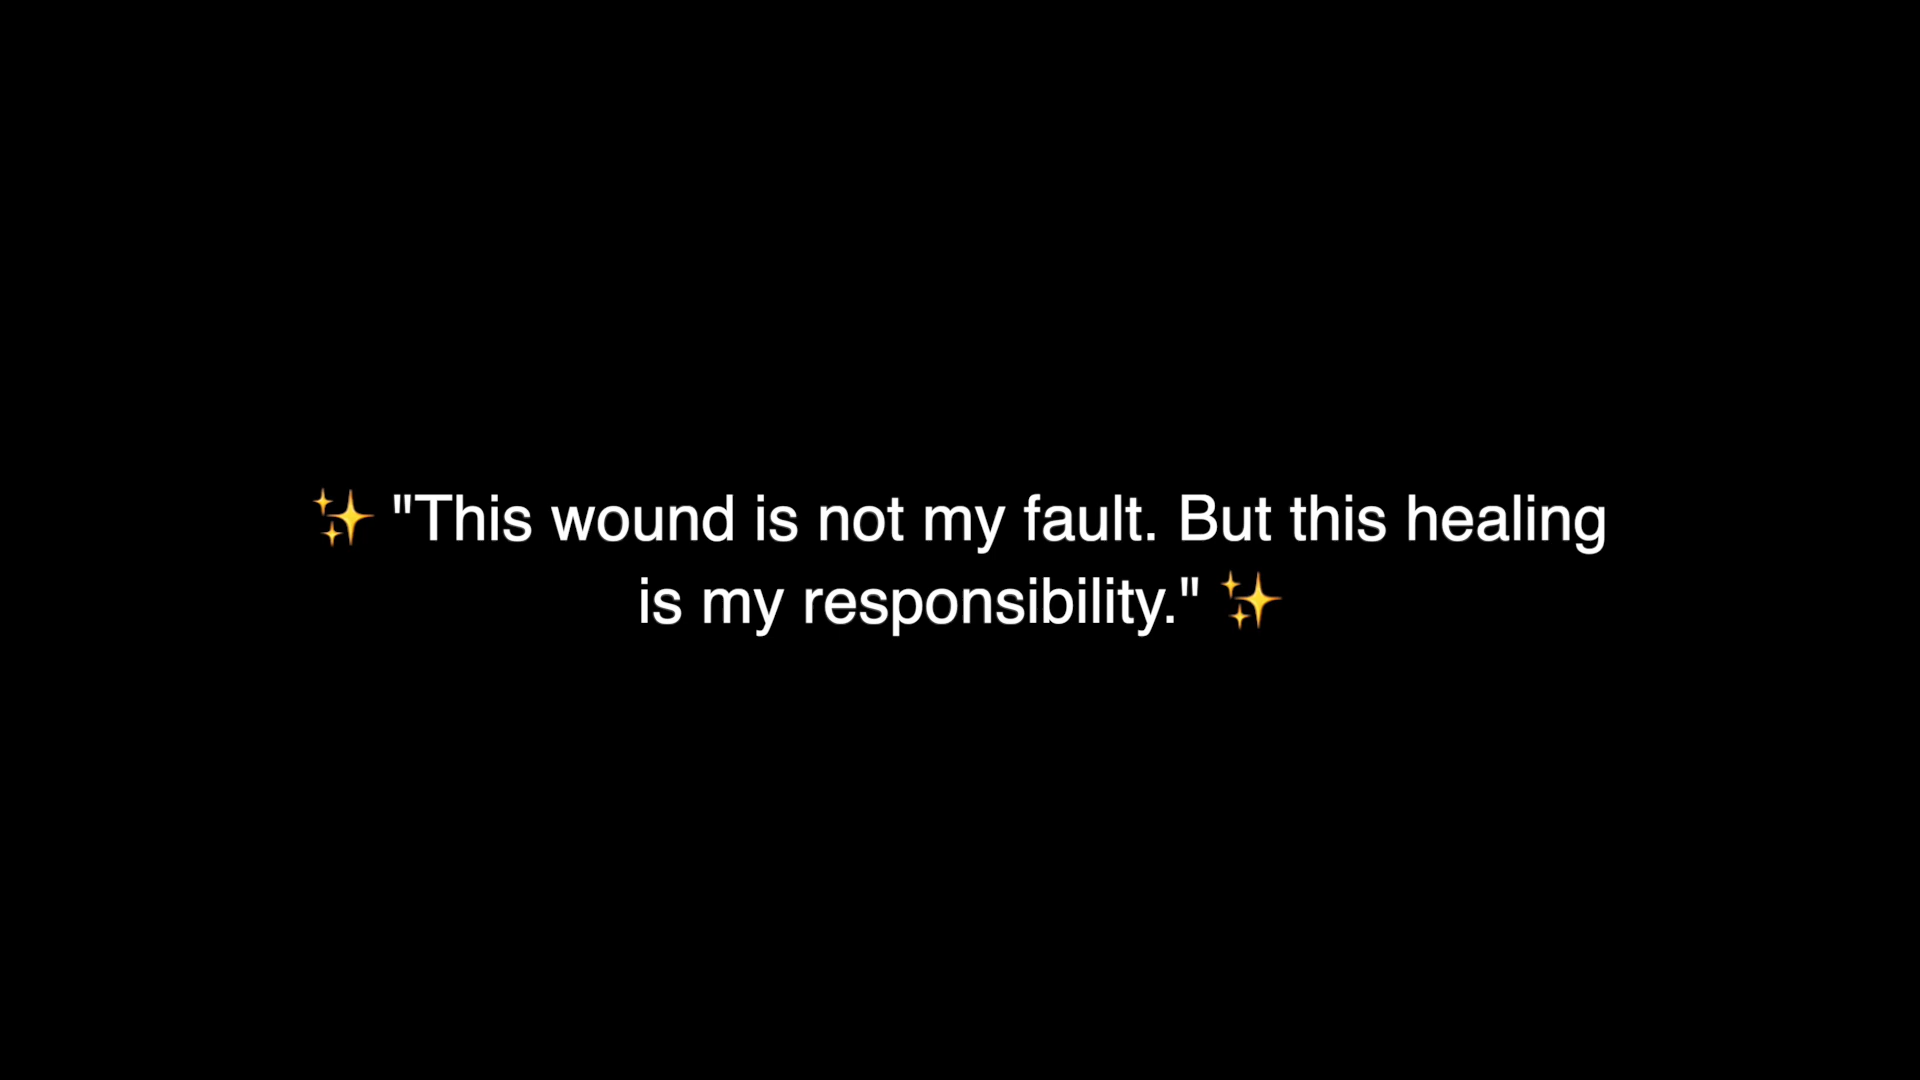 ✨ "This wound is not my fault. But this healing
is my responsibility." ✨